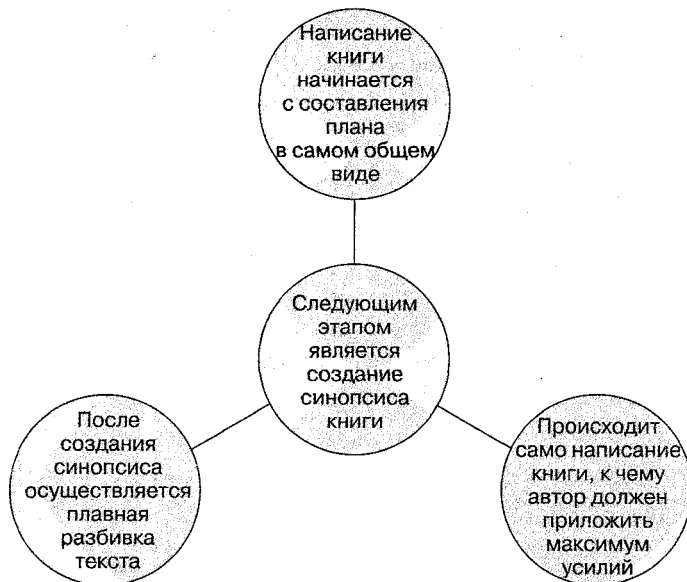 Написание
книги
начинается
с составления
плана
в самом общем
виде
Следующим
этапом
является
создание
синопсиса
книги
После
создания
синопсиса
осуществляется
плавная
разбивка
текста
Происходит
само написание
книги, к чему
автор должен
приложить
максимум
усилий